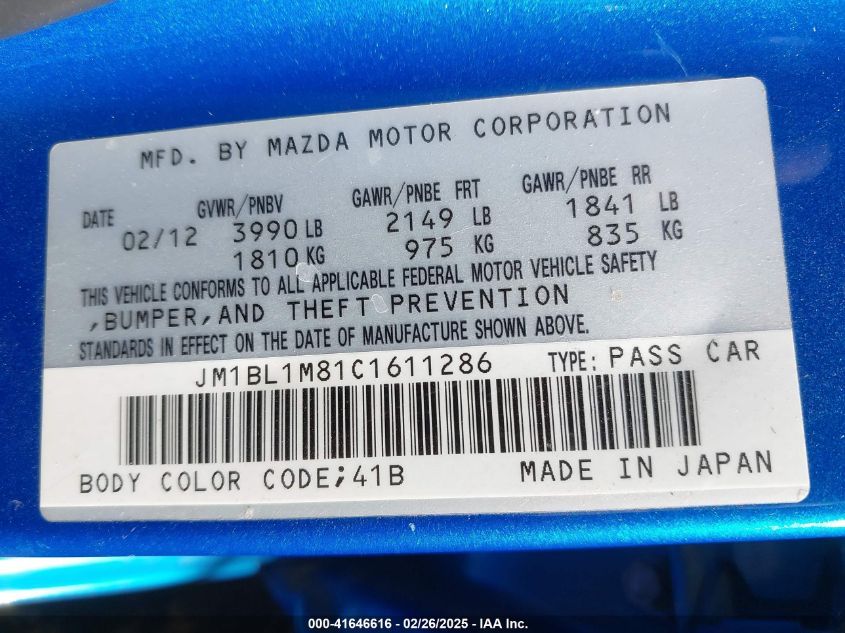 MFD. BY MAZDA MOTOR CORPORATION
DATE GVWR/PNBV GAWR/PNBE FRT GAWR/PNBE RR
02/12 3990 LB 2149 LB 1841 LB
1810 KG 975 KG 835 KG
THIS VEHICLE CONFORMS TO ALL APPLICABLE FEDERAL MOTOR VEHICLE SAFETY
,BUMPER,AND THEFT PREVENTION
STANDARDS IN EFFECT ON THE DATE OF MANUFACTURE SHOWN ABOVE.
JM1BL1M81C1611286 TYPE: PASS CAR
BODY COLOR CODE;41B MADE IN JAPAN
000-41646616 - 02/26/2025 - IAA Inc.